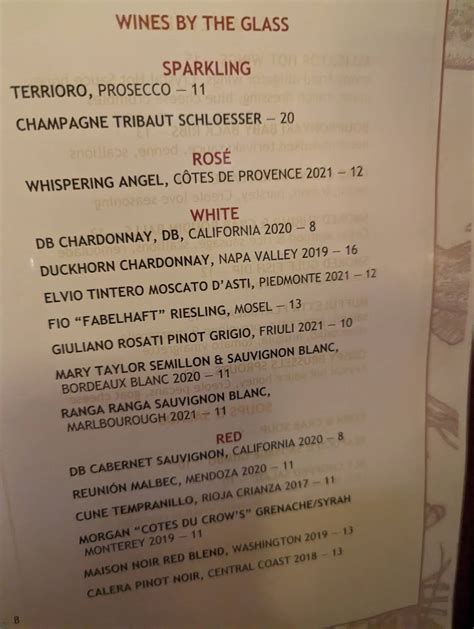 WINES BY THE GLASS
SPARKLING
TERRIORO, PROSECCO – 11
CHAMPAGNE TRIBAUT SCHLOESSER – 20
ROSÉ
WHISPERING ANGEL, CÔTES DE PROVENCE 2021 – 12
WHITE
DB CHARDONNAY, DB, CALIFORNIA 2020 – 8
DUCKHORN CHARDONNAY, NAPA VALLEY 2019 – 16
ELVIO TINTERO MOSCATO D’ASTI, PIEDMONTE 2021 – 12
FIO “FABELHAFT” RIESLING, MOSEL – 13
GIULIANO ROSATI PINOT GRIGIO, FRIULI 2021 – 10
MARY TAYLOR SEMILLON & SAUVIGNON BLANC,
BORDEAUX BLANC 2020 – 11
RANGA RANGA SAUVIGNON BLANC,
MARLBOUROUGH 2021 – 11
RED
DB CABERNET SAUVIGNON, CALIFORNIA 2020 – 8
REUNIÓN MALBEC, MENDOZA 2020 – 11
CUNE TEMPRANILLO, RIOJA CRIANZA 2017 – 11
MORGAN “COTES DU CROW’S” GRENACHE/SYRAH
MONTEREY 2019 – 11
MAISON NOIR RED BLEND, WASHINGTON 2019 – 13
CALERA PINOT NOIR, CENTRAL COAST 2018 – 13
8